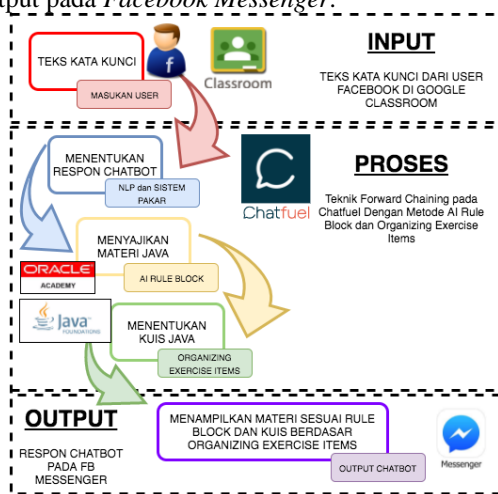 tput pada Facebook Messenger.
TEKS KATA KUNCI
MASUKAN USER
Classroom
INPUT
TEKS KATA KUNCI DARI USER
FACEBOOK DI GOOGLE
CLASSROOM
MENENTUKAN
RESPON CHATBOT
NLP dan SISTEM
PAKAR
Chatfuel
PROSES
Teknik Forward Chaining pada
Chatfuel Dengan Metode AI Rule
Block dan Organizing Exercise
Items
MENYAJIKAN
MATERI JAVA
AI RULE BLOCK
ORACLE
ACADEMY
Java
FOUNDATIONS
MENENTUKAN
KUIS JAVA
ORGANIZING
EXERCISE ITEMS
OUTPUT
RESPON CHATBOT
PADA FB
MESSENGER
MENAMPILKAN MATERI SESUAI RULE
BLOCK DAN KUIS BERDASAR
ORGANIZING EXERCISE ITEMS
OUTPUT CHATBOT
Messenger